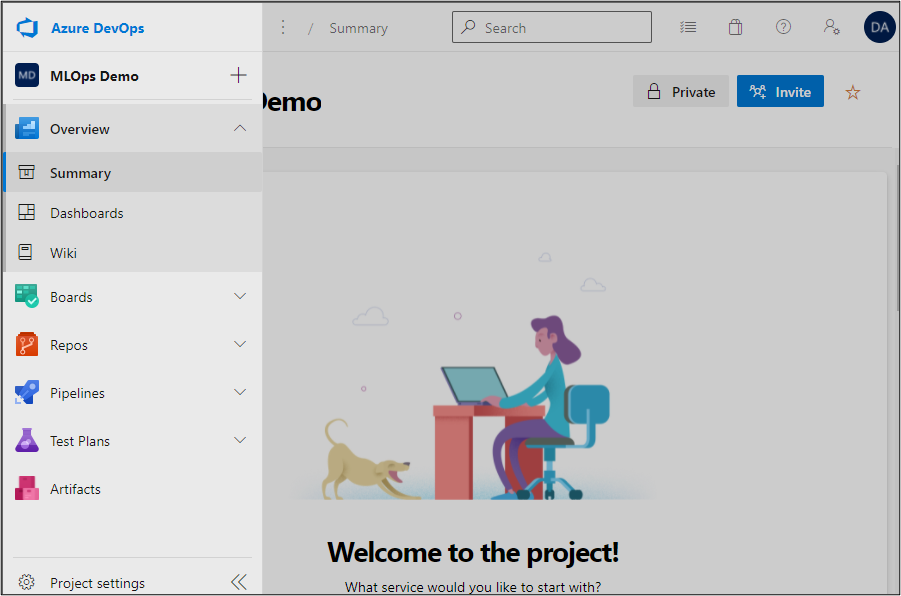 Azure DevOps
/ Summary
Search
DA
MD MLOps Demo
Demo
Private
Invite
Overview
Summary
Dashboards
Wiki
Boards
Repos
Pipelines
Test Plans
Artifacts
Project settings
Welcome to the project!
What service would you like to start with?